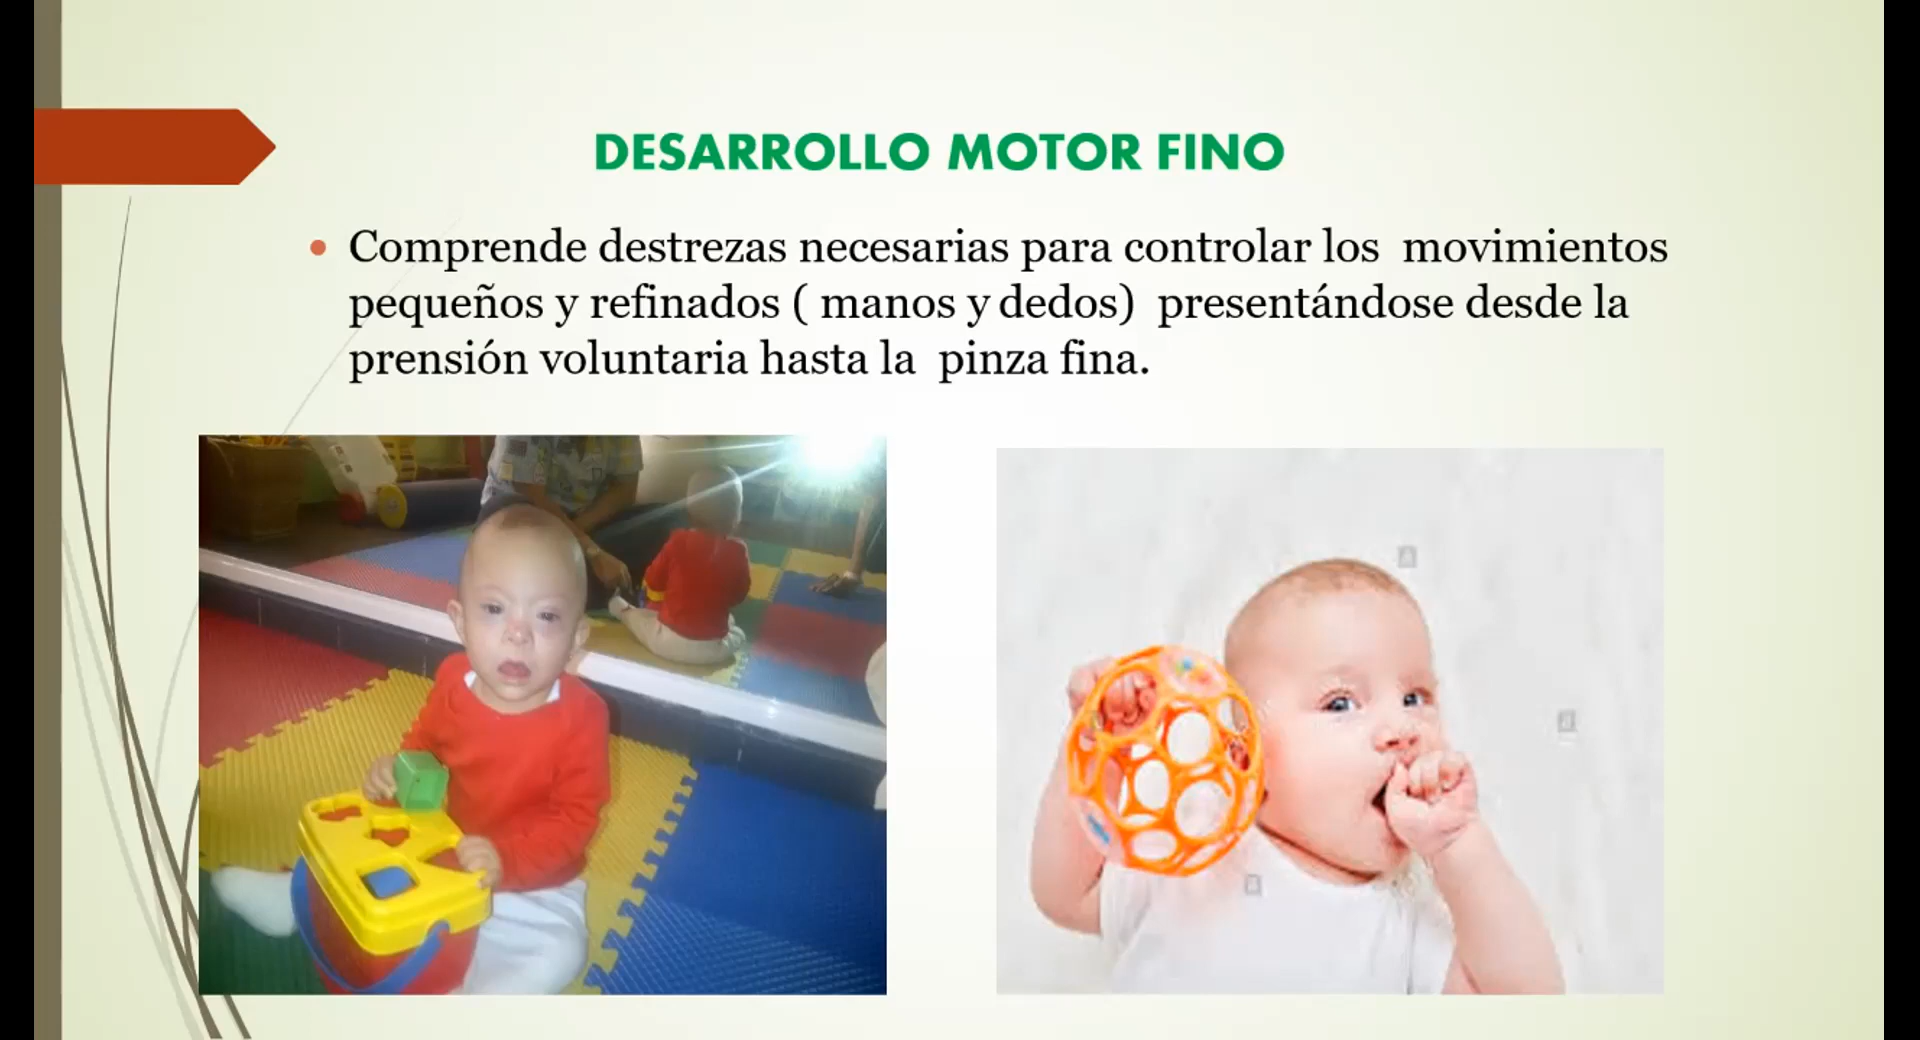 DESARROLLO MOTOR FINO
• Comprende destrezas necesarias para controlar los movimientos
pequeños y refinados ( manos y dedos) presentándose desde la
prensión voluntaria hasta la pinza fina.